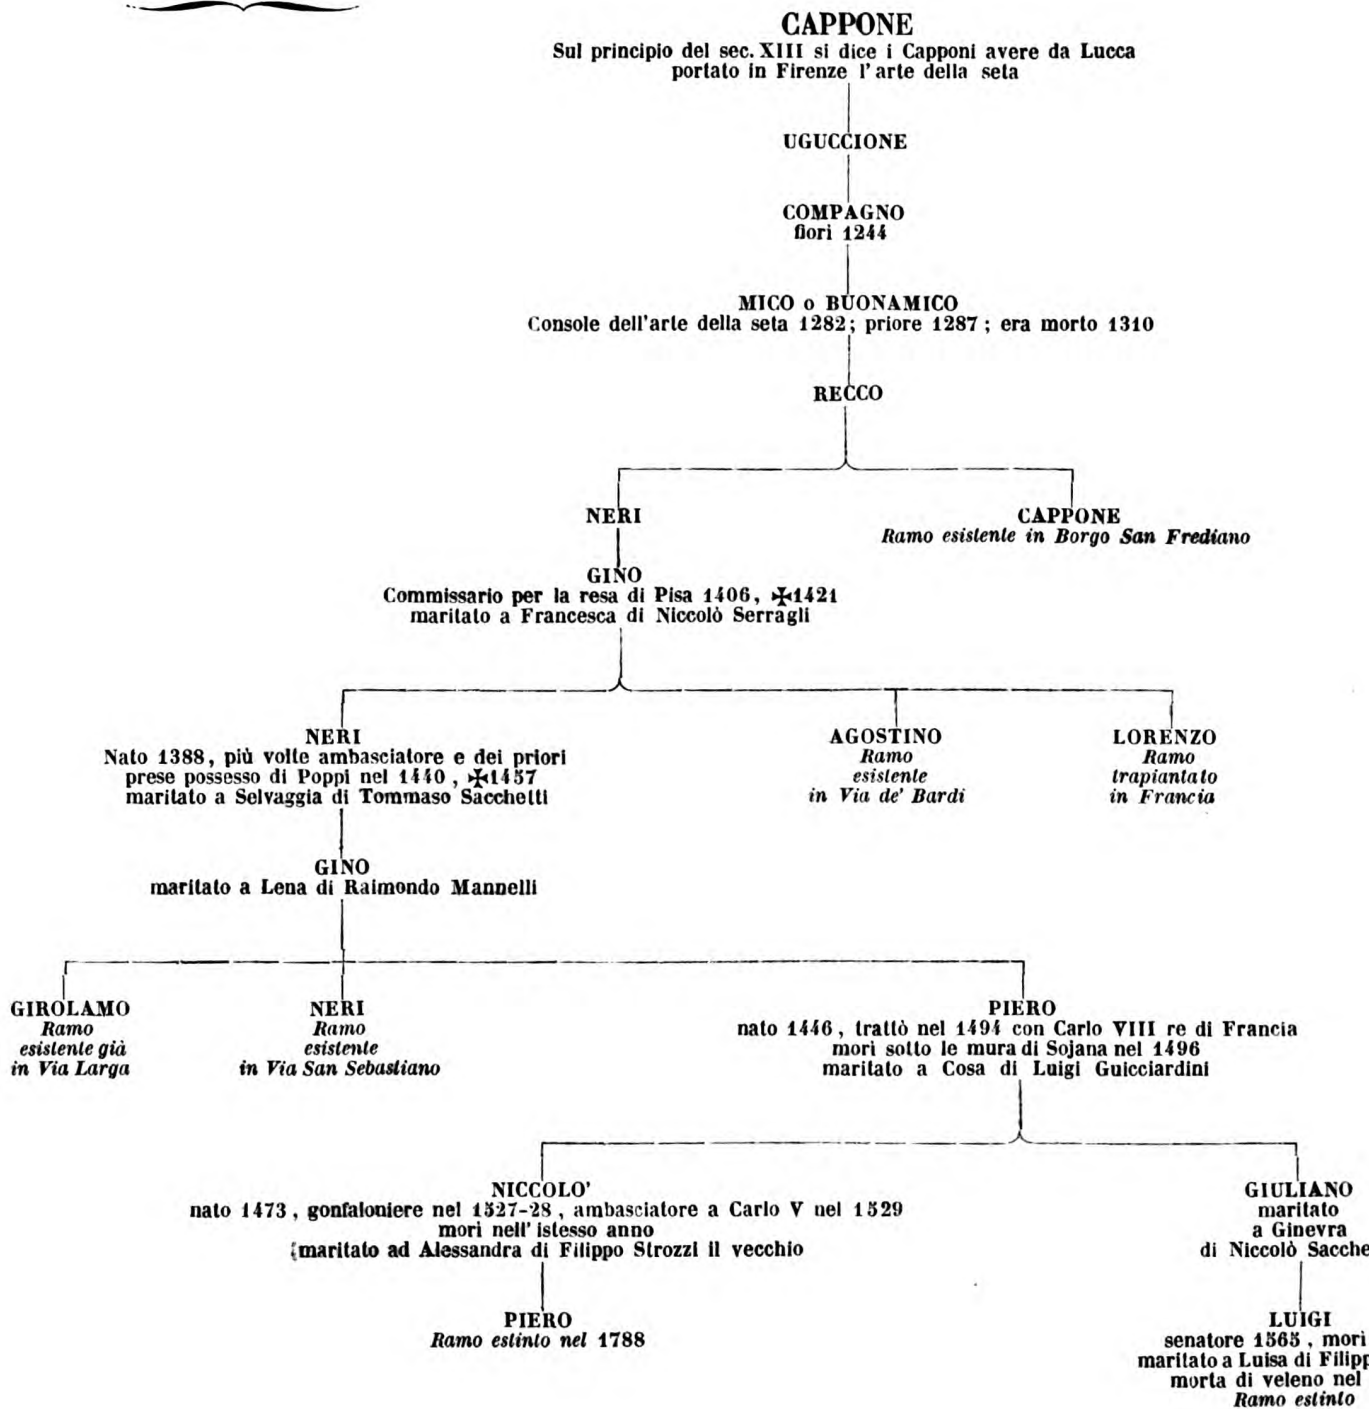 CAPPONE
Sul principio del sec. XIII si dice i Capponi avere da Lucca
portato in Firenze l'arte della seta
UGUCCIONE
COMPAGNO
fiorì 1244
MICO o BUONAMICO
Console dell'arte della seta 1282; priore 1287; era morto 1310
RECCO
NERI
CAPPONE
Ramo esistente in Borgo San Frediano
GINO
Commissario per la resa di Pisa 1406, ✠1421
maritato a Francesca di Niccolò Serragli
NERI
Nato 1388, più volte ambasciatore e dei priori
prese possesso di Poppi nel 1440, ✠1457
maritato a Selvaggia di Tommaso Sacchetti
AGOSTINO
Ramo
esistente
in Via de' Bardi
LORENZO
Ramo
trapiantato
in Francia
GINO
maritato a Lena di Raimondo Mannelli
GIROLAMO
Ramo
esistente già
in Via Larga
NERI
Ramo
esistente
in Via San Sebastiano
PIERO
nato 1446, trattò nel 1494 con Carlo VIII re di Francia
morì sotto le mura di Sojana nel 1496
maritato a Cosa di Luigi Guicciardini
NICCOLO'
nato 1473, gonfaloniere nel 1527-28, ambasciatore a Carlo V nel 1529
morì nell'istesso anno
maritato ad Alessandra di Filippo Strozzi il vecchio
GIULIANO
maritato
a Ginevra
di Niccolò Sacche
PIERO
Ramo estinto nel 1788
LUIGI
senatore 1565, morì
maritato a Luisa di Filipp
morta di veleno nel
Ramo estinto